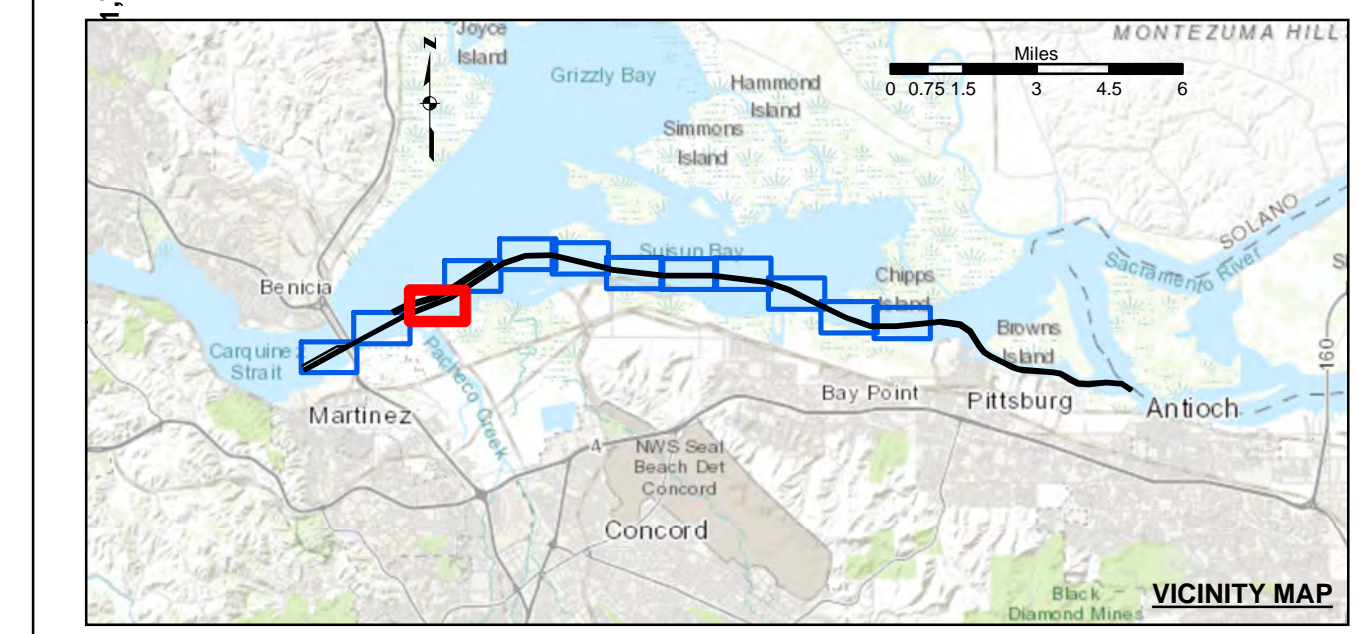 Joyce
Island
MONTEZUMA HILL
N
Miles
0 0.75 1.5 3 4.5 6
Grizzly Bay
Hammond
Island
Simmons
Island
SOLANO
Sacramento River
Suisun Bay
Chipps
Island
Benicia
Browns
Island
160
Carquinez
Strait
Pacheco Creek
Martinez
Bay Point
Pittsburg
Antioch
4
NWS Seal
Beach Det
Concord
Concord
Black
Diamond Mines
VICINITY MAP